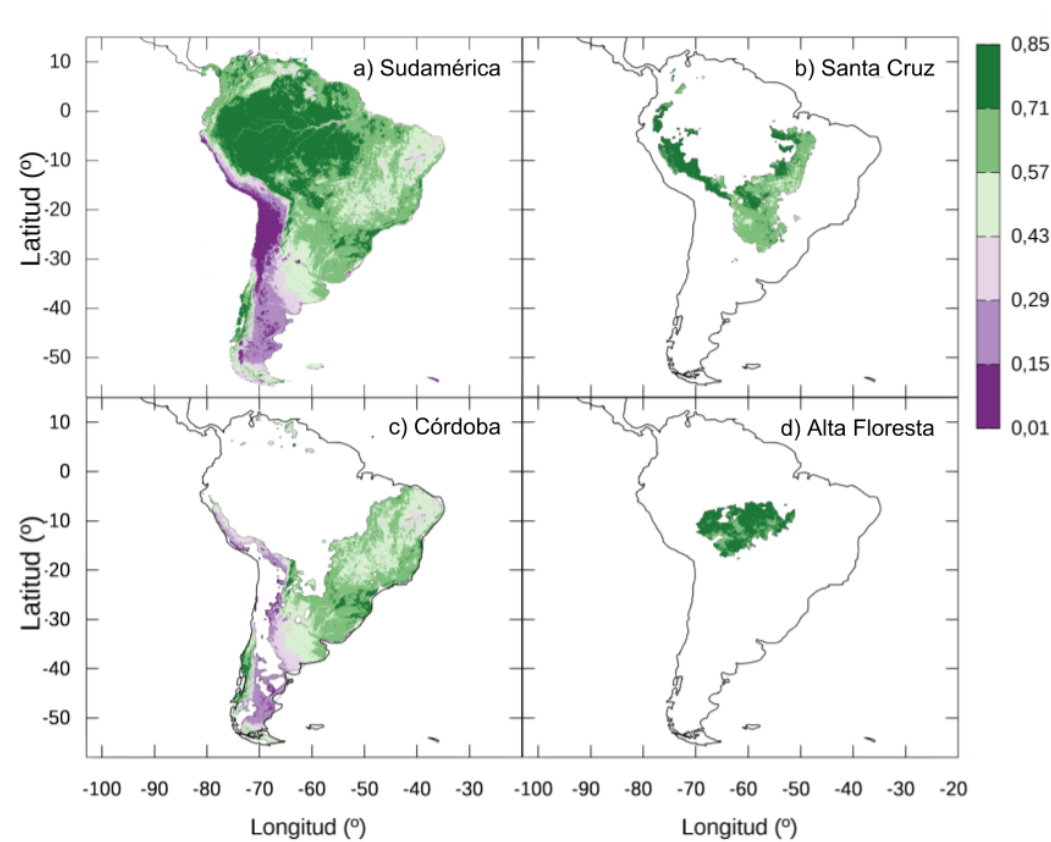 a) Sudamérica
b) Santa Cruz
10
0
-10
-20
-30
-40
-50
Latitud (º)
0,85
0,71
0,57
0,43
0,29
0,15
0,01
c) Córdoba
d) Alta Floresta
10
0
-10
-20
-30
-40
-50
Latitud (º)
-100 -90 -80 -70 -60 -50 -40 -30 -100 -90 -80 -70 -60 -50 -40 -30 -20
Longitud (º) Longitud (º)